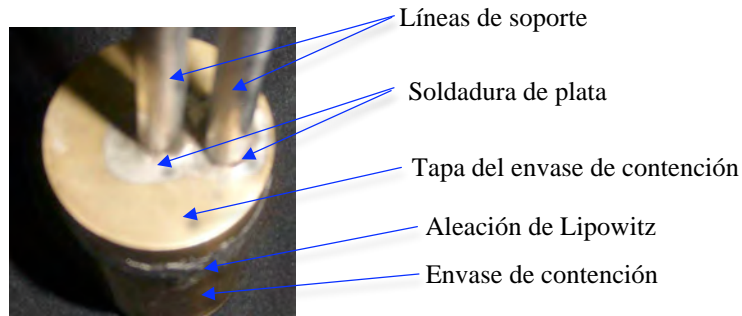 Líneas de soporte
Soldadura de plata
Tapa del envase de contención
Aleación de Lipowitz
Envase de contención